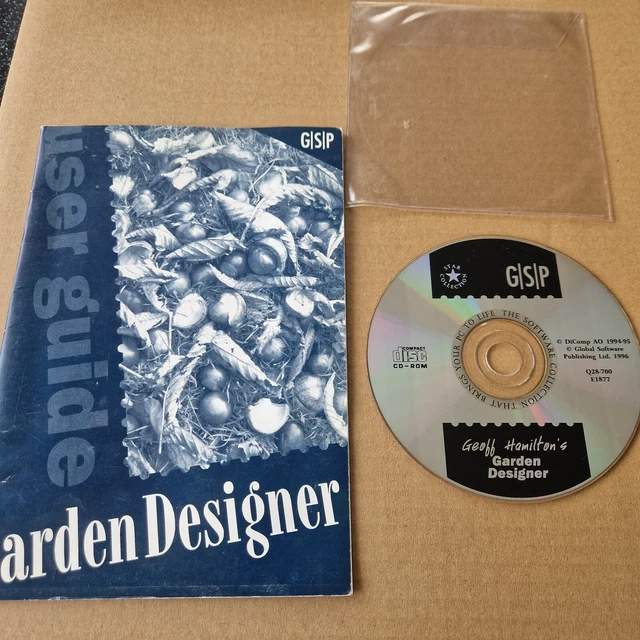 G|S|P
user guide
arden Designer
STAR
COLLECTION
G|S|P
THE SOFTWARE COLLECTION THAT BRINGS YOUR PC TO LIFE
COMPACT
disc
CD-ROM
© DiComp AO 1994-95
© Global Software
Publishing Ltd. 1996
Q28-700
E1877
Geoff Hamilton's
Garden
Designer